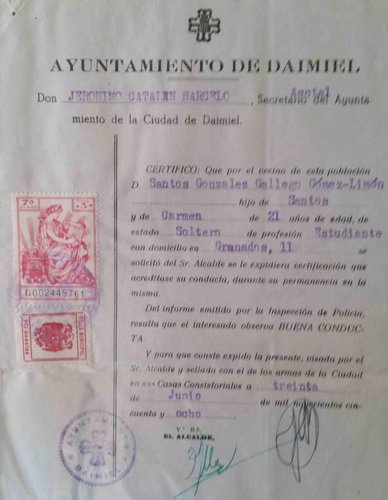 AYUNTAMIENTO DE DAIMIEL
Don JERONIMO CATALAN BARCELO, Secretario Acctal del Ayunta-
miento de la Ciudad de Daimiel.
CERTIFICO: Que por el vecino de esta población
D. Santos Gonzalez Gallego Gómez-Limón
hijo de Santos
y de Carmen de 21 años de edad, de
estado Soltero de profesión Estudiante
con domicilio en Granados, 11 se
solicitó del Sr. Alcalde se le expidiera certificación que
acreditase su conducta, durante su permanencia en la
misma.
Del informe emitido por la Inspección de Policía,
resulta que el interesado observa BUENA CONDUC-
TA.
Y para que conste expido la presente, visada por el
Sr. Alcalde y sellada con el de las armas de la Ciudad
en sus Casas Consistoriales a treinta
de Junio de mil novecientos cin-
cuenta y ocho
V.º B.º
EL ALCALDE,
AYUNTAMIENTO
DAIMIEL